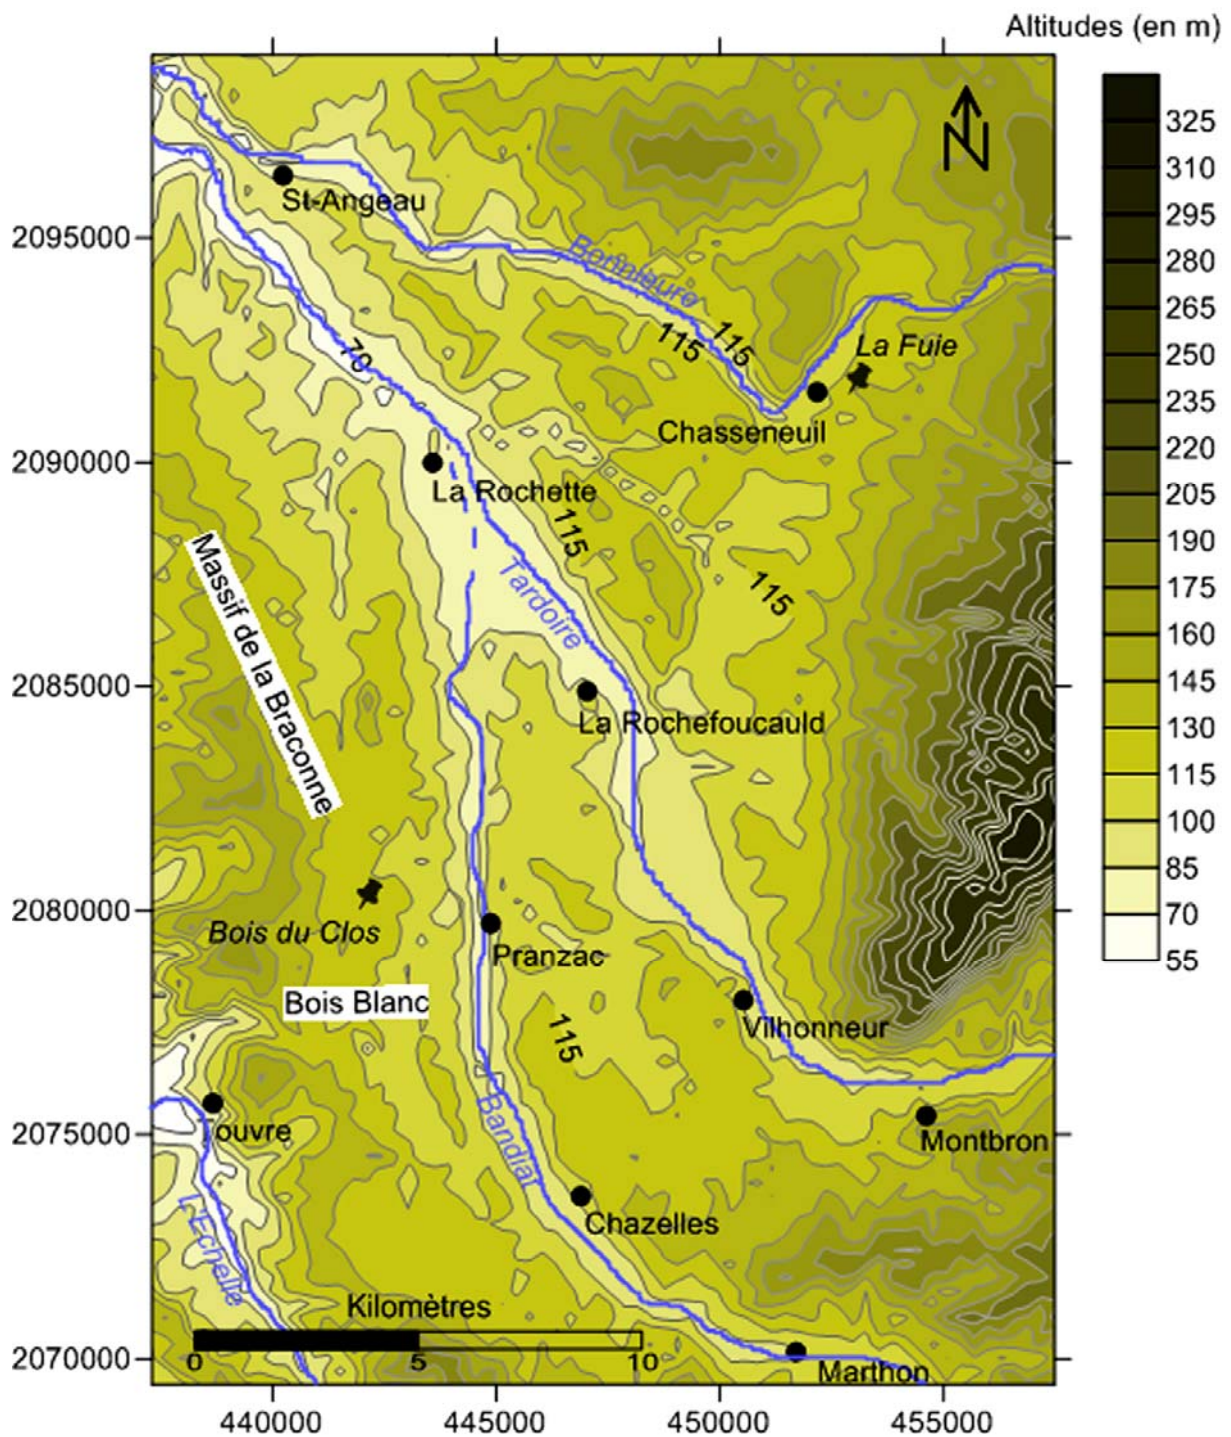 Altitudes (en m)
N
St-Angeau
2095000
Bonnieure
325
310
295
280
265
250
235
220
205
190
175
160
145
130
115
100
85
70
55
70
115
115
La Fuie
Chasseneuil
2090000
La Rochette
115
Massif de la Braconne
Tardoire
115
2085000
La Rochefoucauld
2080000
Bois du Clos
Pranzac
Bois Blanc
Vilhonneur
115
2075000
Touvre
Bandiat
Montbron
L'Echelle
Chazelles
Kilomètres
0 5 10
2070000
Marthon
440000 445000 450000 455000